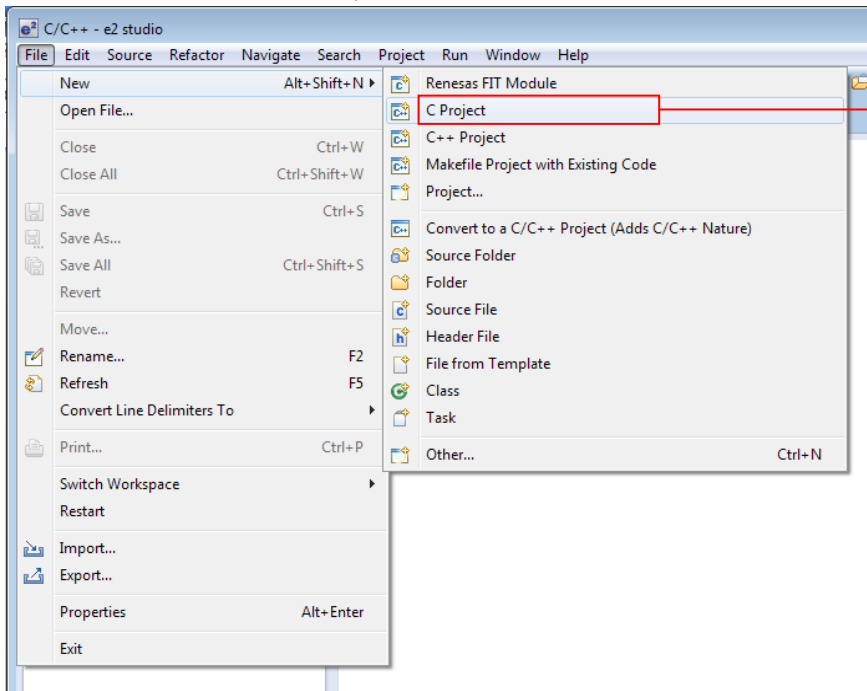 C/C++ - e2 studio
File Edit Source Refactor Navigate Search Project Run Window Help
New Alt+Shift+N
Open File...
Close Ctrl+W
Close All Ctrl+Shift+W
Save Ctrl+S
Save As...
Save All Ctrl+Shift+S
Revert
Move...
Rename... F2
Refresh F5
Convert Line Delimiters To
Print... Ctrl+P
Switch Workspace
Restart
Import...
Export...
Properties Alt+Enter
Exit
Renesas FIT Module
C Project
C++ Project
Makefile Project with Existing Code
Project...
Convert to a C/C++ Project (Adds C/C++ Nature)
Source Folder
Folder
Source File
Header File
File from Template
Class
Task
Other... Ctrl+N